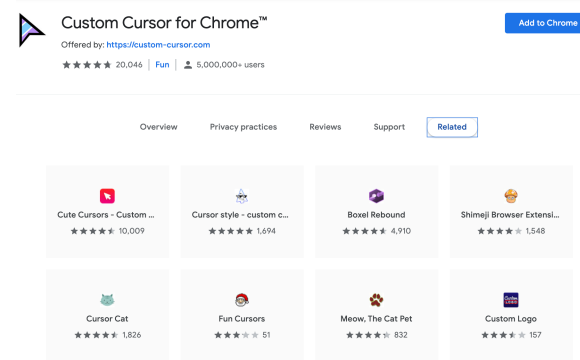 Custom Cursor for Chrome™
Add to Chrome
Offered by: https://custom-cursor.com
20,046 | Fun | 5,000,000+ users
Overview Privacy practices Reviews Support Related
Cute Cursors - Custom ... Cursor style - custom c... Boxel Rebound Shimeji Browser Extensi...
10,009 1,694 4,910 1,548
Cursor Cat Fun Cursors Meow, The Cat Pet Custom Logo
1,826 51 832 157